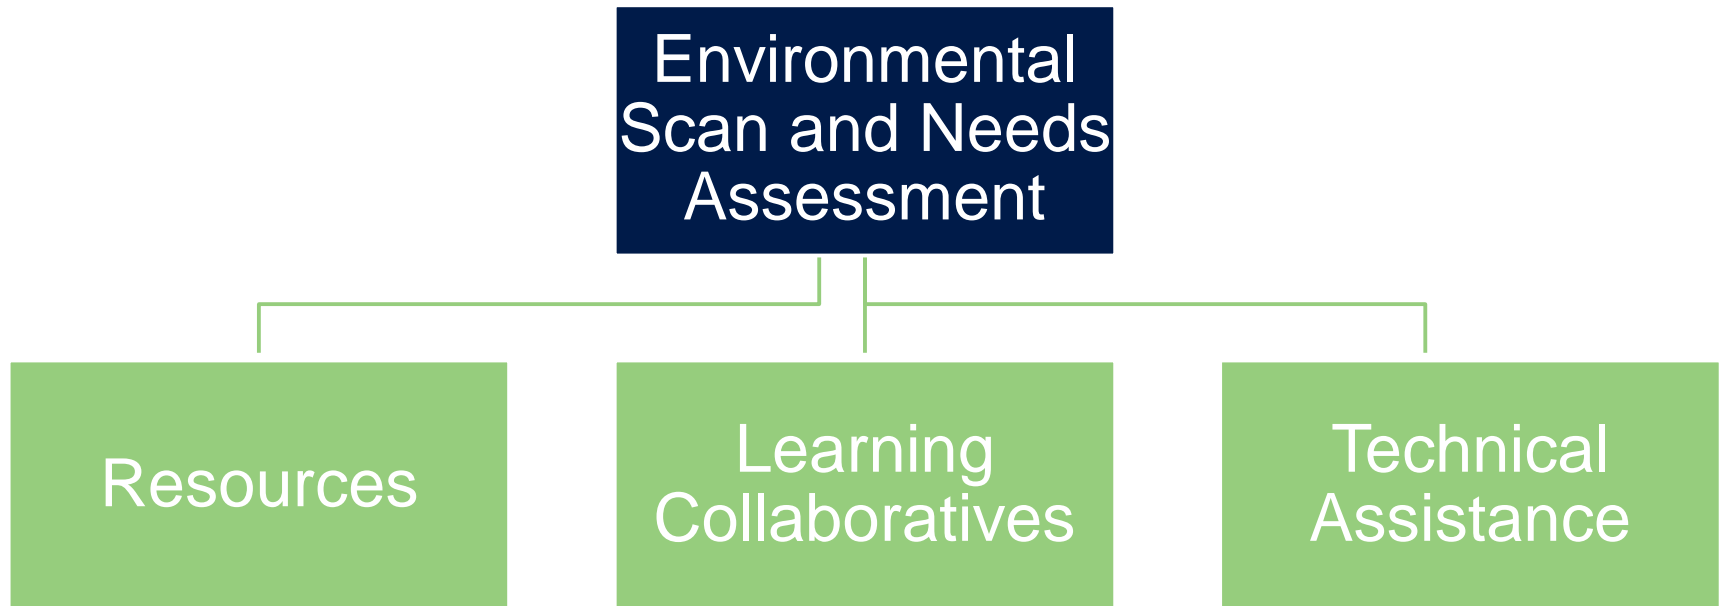 Environmental
Scan and Needs
Assessment
Resources
Learning
Collaboratives
Technical
Assistance